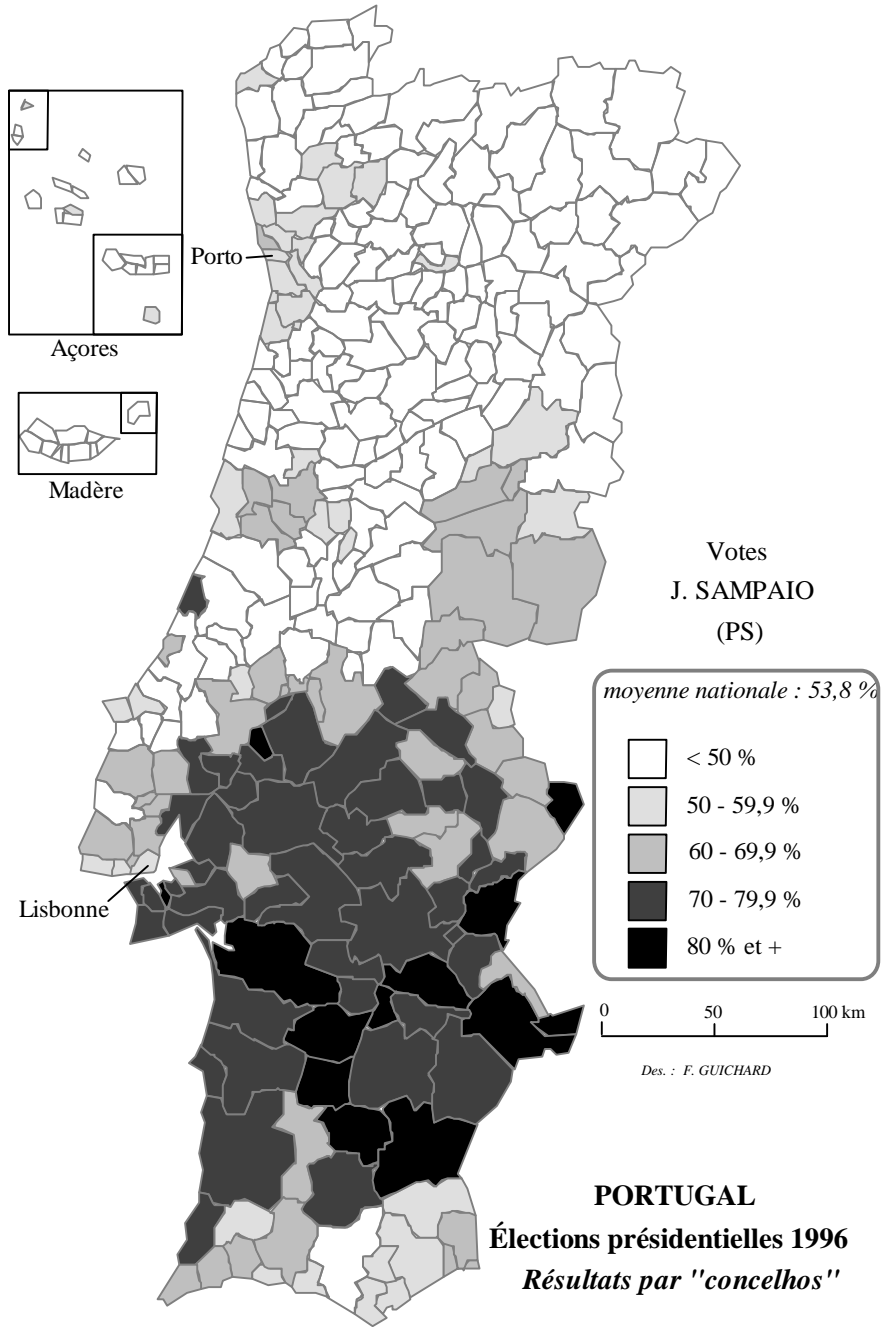 Porto
Açores
Madère
Lisbonne
Votes
J. SAMPAIO
(PS)
moyenne nationale : 53,8 %
< 50 %
50 - 59,9 %
60 - 69,9 %
70 - 79,9 %
80 % et +
0 50 100 km
Des. : F. GUICHARD
PORTUGAL
Élections présidentielles 1996
Résultats par "concelhos"